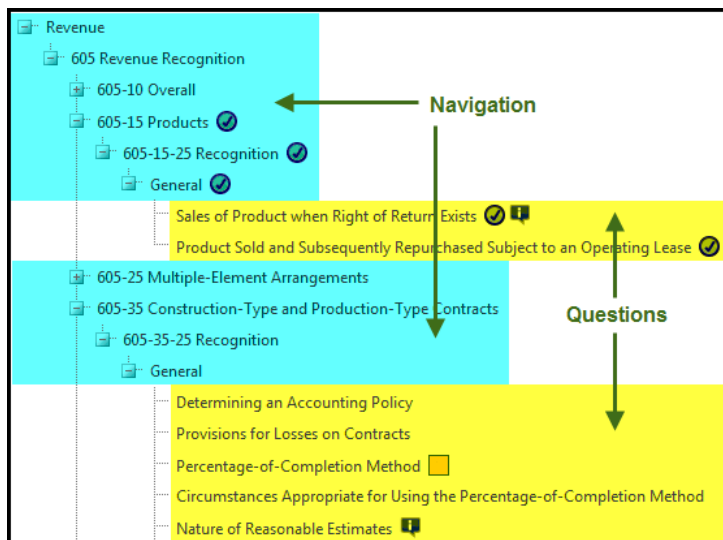 Revenue
605 Revenue Recognition
605-10 Overall
Navigation
605-15 Products
605-15-25 Recognition
General
Sales of Product when Right of Return Exists
Product Sold and Subsequently Repurchased Subject to an Operating Lease
605-25 Multiple-Element Arrangements
605-35 Construction-Type and Production-Type Contracts
Questions
605-35-25 Recognition
General
Determining an Accounting Policy
Provisions for Losses on Contracts
Percentage-of-Completion Method
Circumstances Appropriate for Using the Percentage-of-Completion Method
Nature of Reasonable Estimates